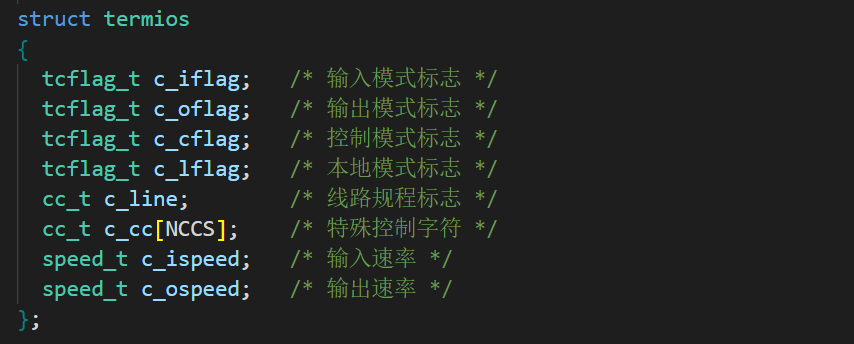 struct termios
{
tcflag_t c_iflag; /* 输入模式标志 */
tcflag_t c_oflag; /* 输出模式标志 */
tcflag_t c_cflag; /* 控制模式标志 */
tcflag_t c_lflag; /* 本地模式标志 */
cc_t c_line; /* 线路规程标志 */
cc_t c_cc[NCCS]; /* 特殊控制字符 */
speed_t c_ispeed; /* 输入速率 */
speed_t c_ospeed; /* 输出速率 */
};